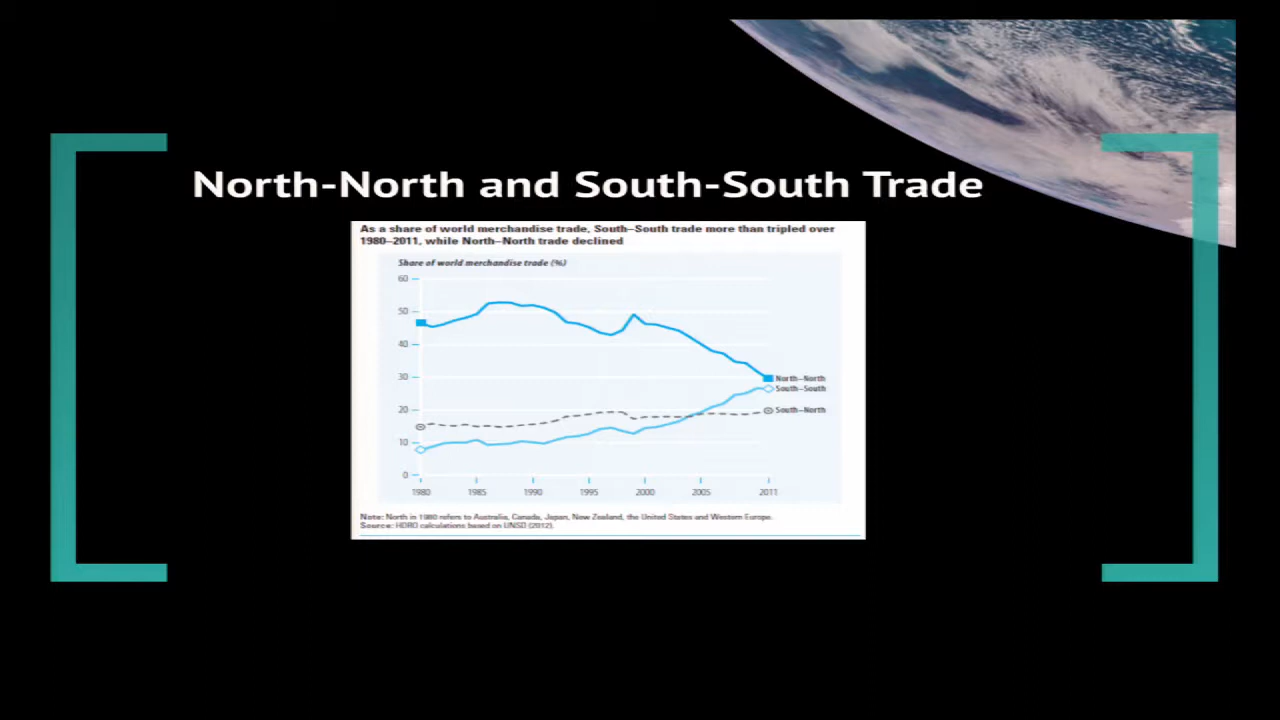 North-North and South-South Trade
As a share of world merchandise trade, South–South trade more than tripled over
1980–2011, while North–North trade declined
Share of world merchandise trade (%)
60
50
40
30
20
10
0
North–North
South–South
South–North
1980 1985 1990 1995 2000 2005 2011
Note: North in 1980 refers to Australia, Canada, Japan, New Zealand, the United States and Western Europe.
Source: HDRO calculations based on UNSD (2012).